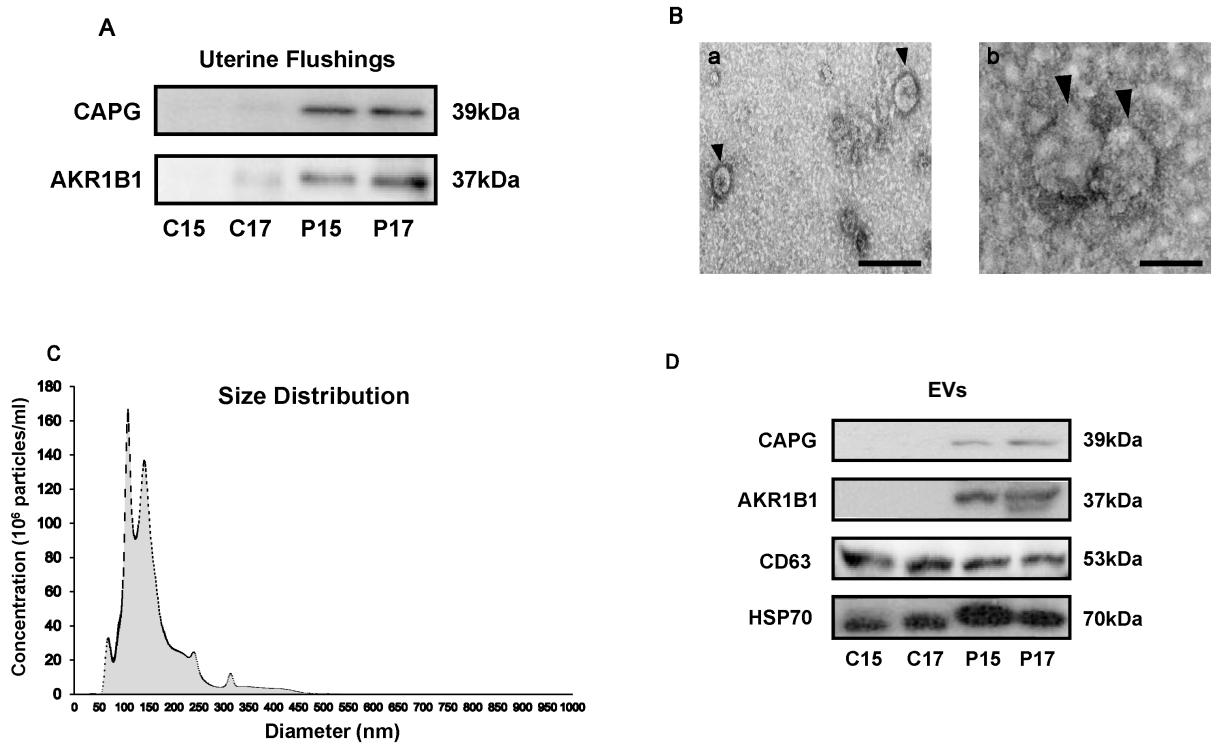 A
Uterine Flushings
CAPG 39kDa
AKR1B1 37kDa
C15 C17 P15 P17
B
a b
C
Size Distribution
Concentration (10⁶ particles/ml)
180
160
140
120
100
80
60
40
20
0
0 50 100 150 200 250 300 350 400 450 500 550 600 650 700 750 800 850 900 950 1000
Diameter (nm)
D
EVs
CAPG 39kDa
AKR1B1 37kDa
CD63 53kDa
HSP70 70kDa
C15 C17 P15 P17